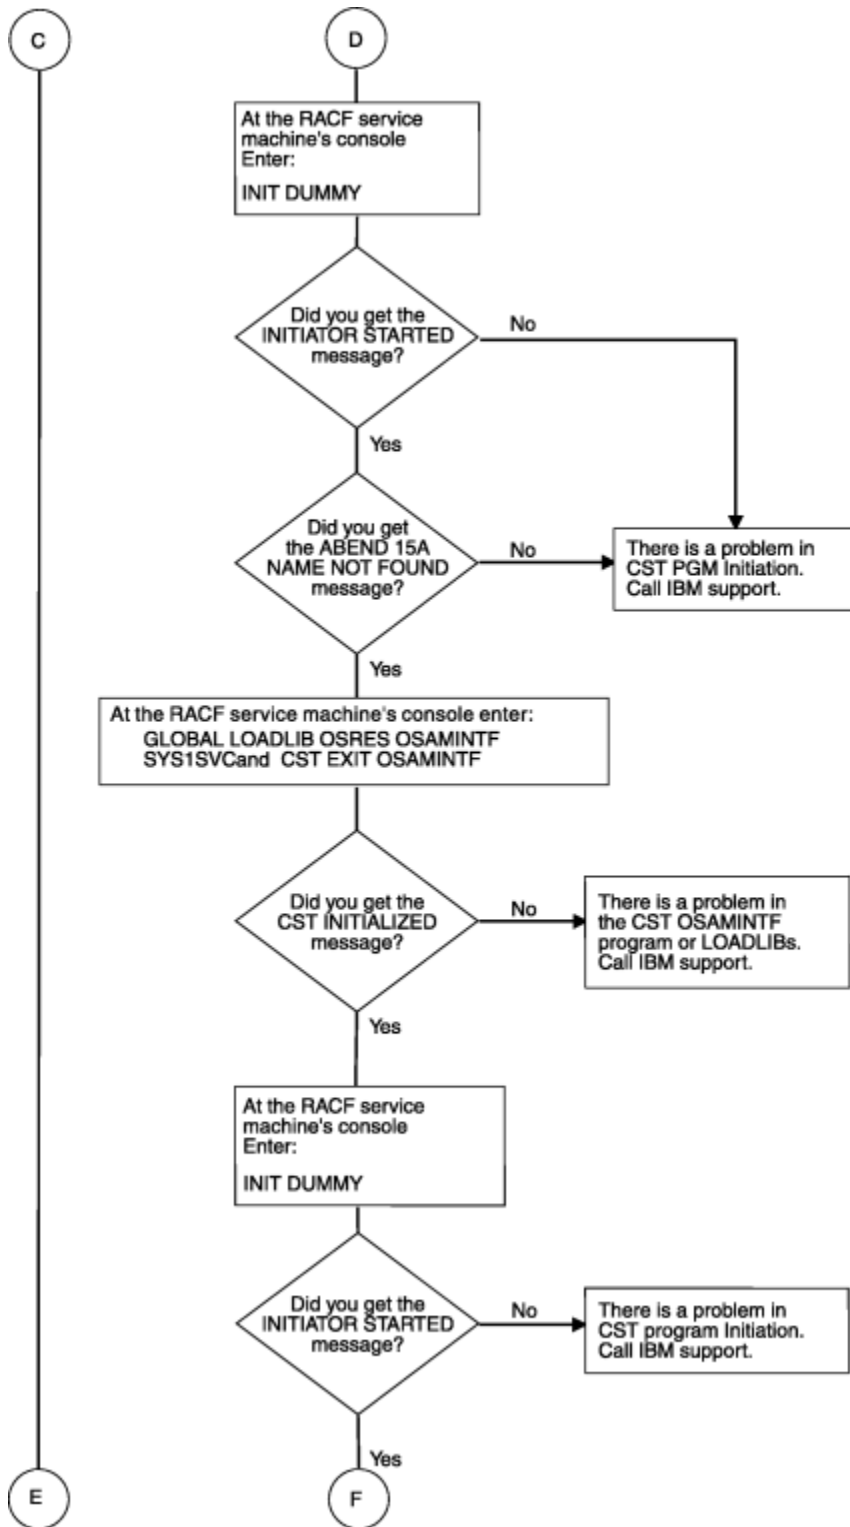 C
D
At the RACF service
machine's console
Enter:
INIT DUMMY
Did you get the
INITIATOR STARTED
message?
No
Yes
Did you get
the ABEND 15A
NAME NOT FOUND
message?
No
There is a problem in
CST PGM Initiation.
Call IBM support.
Yes
At the RACF service machine's console enter:
GLOBAL LOADLIB OSRES OSAMINTF
SYS1SVCand CST EXIT OSAMINTF
Did you get the
CST INITIALIZED
message?
No
There is a problem in
the CST OSAMINTF
program or LOADLIBs.
Call IBM support.
Yes
At the RACF service
machine's console
Enter:
INIT DUMMY
Did you get the
INITIATOR STARTED
message?
No
There is a problem in
CST program Initiation.
Call IBM support.
Yes
E
F